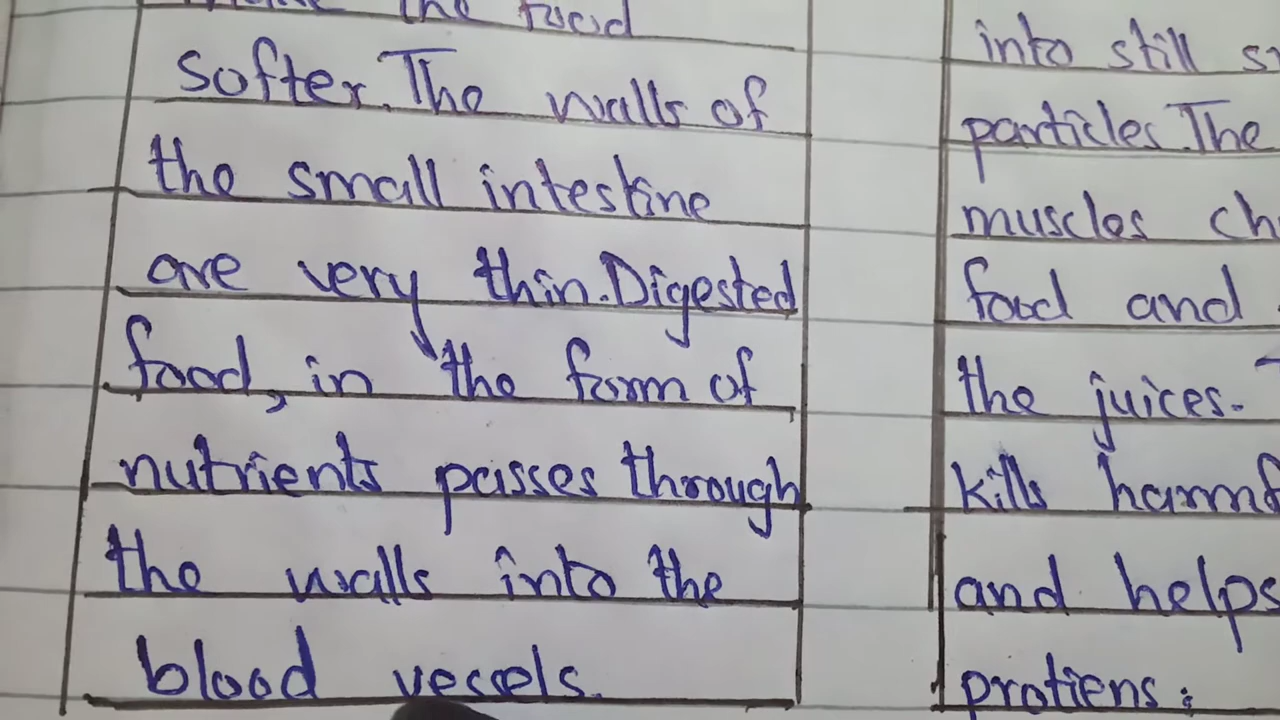 the food
softer. The walls of
the small intestine
are very thin. Digested
food, in the form of
nutrients passes through
the walls into the
blood vessels.
into still
particles. The
muscles
food and
the juices.
kills
and helps
protiens: